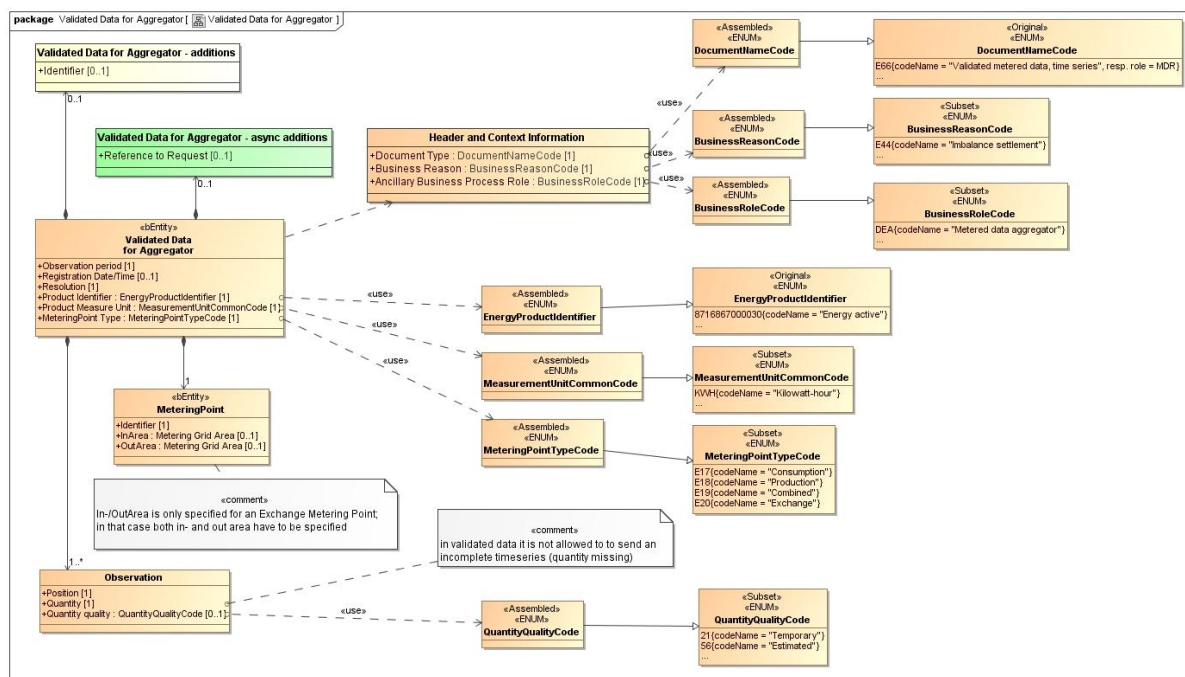 package Validated Data for Aggregator [ Validated Data for Aggregator ]
Validated Data for Aggregator - additions
+Identifier [0..1]
0..1
Validated Data for Aggregator - async additions
+Reference to Request [0..1]
0..1
«bEntity»
Validated Data
for Aggregator
+Observation period [1]
+Registration Date/Time [0..1]
+Resolution [1]
+Product Identifier : EnergyProductIdentifier [1]
+Product Measure Unit : MeasurementUnitCommonCode [1]
+MeteringPoint Type : MeteringPointTypeCode [1]
Header and Context Information
+Document Type : DocumentNameCode [1]
+Business Reason : BusinessReasonCode [1]
+Ancillary Business Process Role : BusinessRoleCode [1]
«use»
«use»
«use»
«Assembled»
«ENUM»
DocumentNameCode
«Original»
«ENUM»
DocumentNameCode
E66{codeName = "Validated metered data, time series", resp. role = MDR}
...
«Assembled»
«ENUM»
BusinessReasonCode
«Subset»
«ENUM»
BusinessReasonCode
E44{codeName = "Imbalance settlement"}
...
«Assembled»
«ENUM»
BusinessRoleCode
«Subset»
«ENUM»
BusinessRoleCode
DEA{codeName = "Metered data aggregator"}
...
«use»
«use»
«use»
«Assembled»
«ENUM»
EnergyProductIdentifier
«Original»
«ENUM»
EnergyProductIdentifier
8716867000030{codeName = "Energy active"}
...
«Assembled»
«ENUM»
MeasurementUnitCommonCode
«Subset»
«ENUM»
MeasurementUnitCommonCode
KWH{codeName = "Kilowatt-hour"}
...
«Assembled»
«ENUM»
MeteringPointTypeCode
«Subset»
«ENUM»
MeteringPointTypeCode
E17{codeName = "Consumption"}
E18{codeName = "Production"}
E19{codeName = "Combined"}
E20{codeName = "Exchange"}
1
«bEntity»
MeteringPoint
+Identifier [1]
+InArea : Metering Grid Area [0..1]
+OutArea : Metering Grid Area [0..1]
«comment»
In-/OutArea is only specified for an Exchange Metering Point;
in that case both in- and out area have to be specified
«comment»
in validated data it is not allowed to to send an
incomplete timeseries (quantity missing)
1..*
Observation
+Position [1]
+Quantity [1]
+Quantity quality : QuantityQualityCode [0..1]
«use»
«Assembled»
«ENUM»
QuantityQualityCode
«Subset»
«ENUM»
QuantityQualityCode
21{codeName = "Temporary"}
56{codeName = "Estimated"}
...